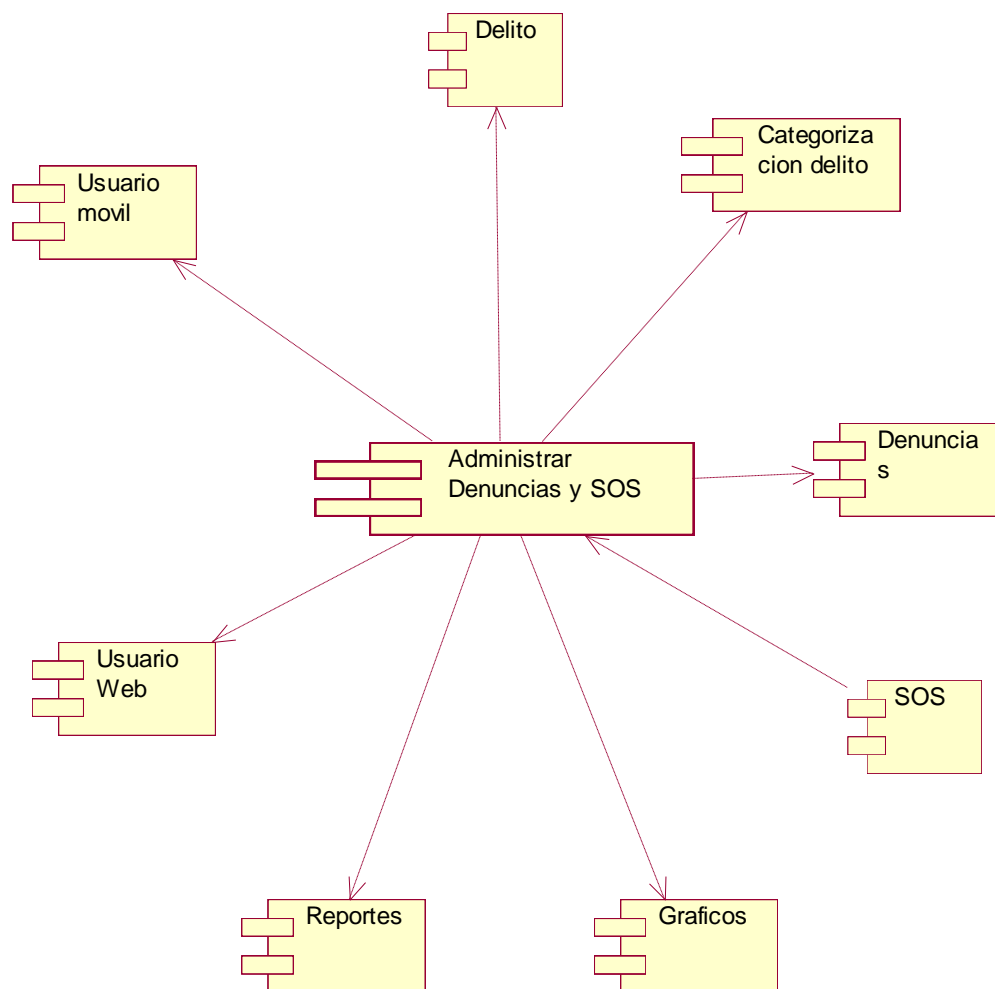 Delito
Categoriza
cion delito
Usuario
movil
Denuncia
s
Administrar
Denuncias y SOS
Usuario
Web
SOS
Reportes
Graficos